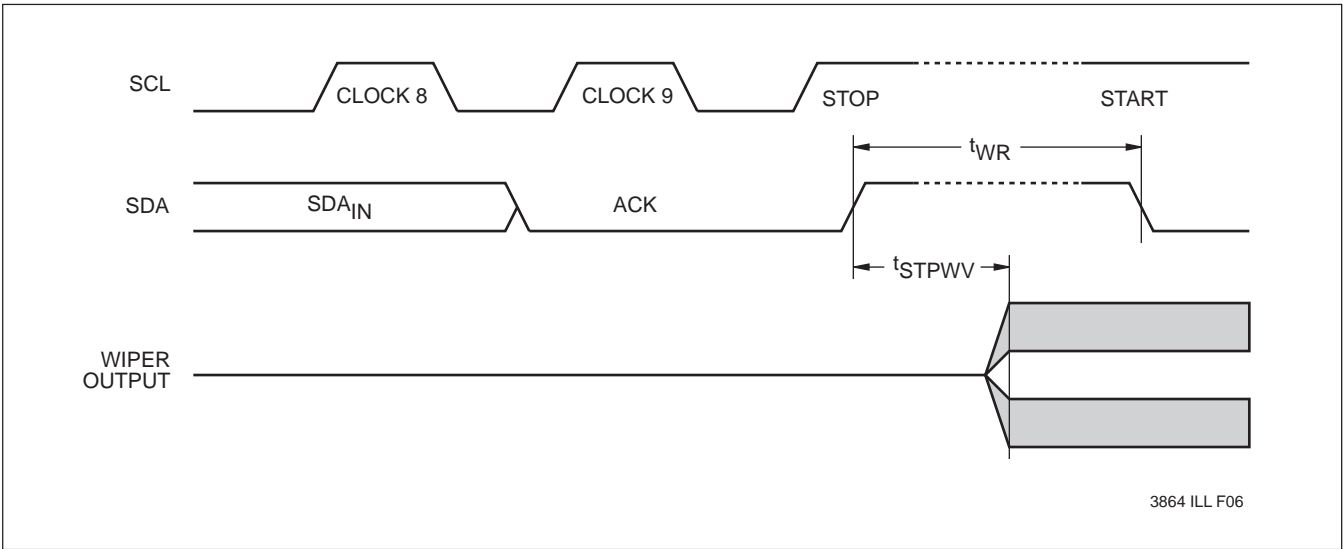 SCL
CLOCK 8
CLOCK 9
STOP
START
tWR
SDA
SDAIN
ACK
tSTPWV
WIPER
OUTPUT
3864 ILL F06